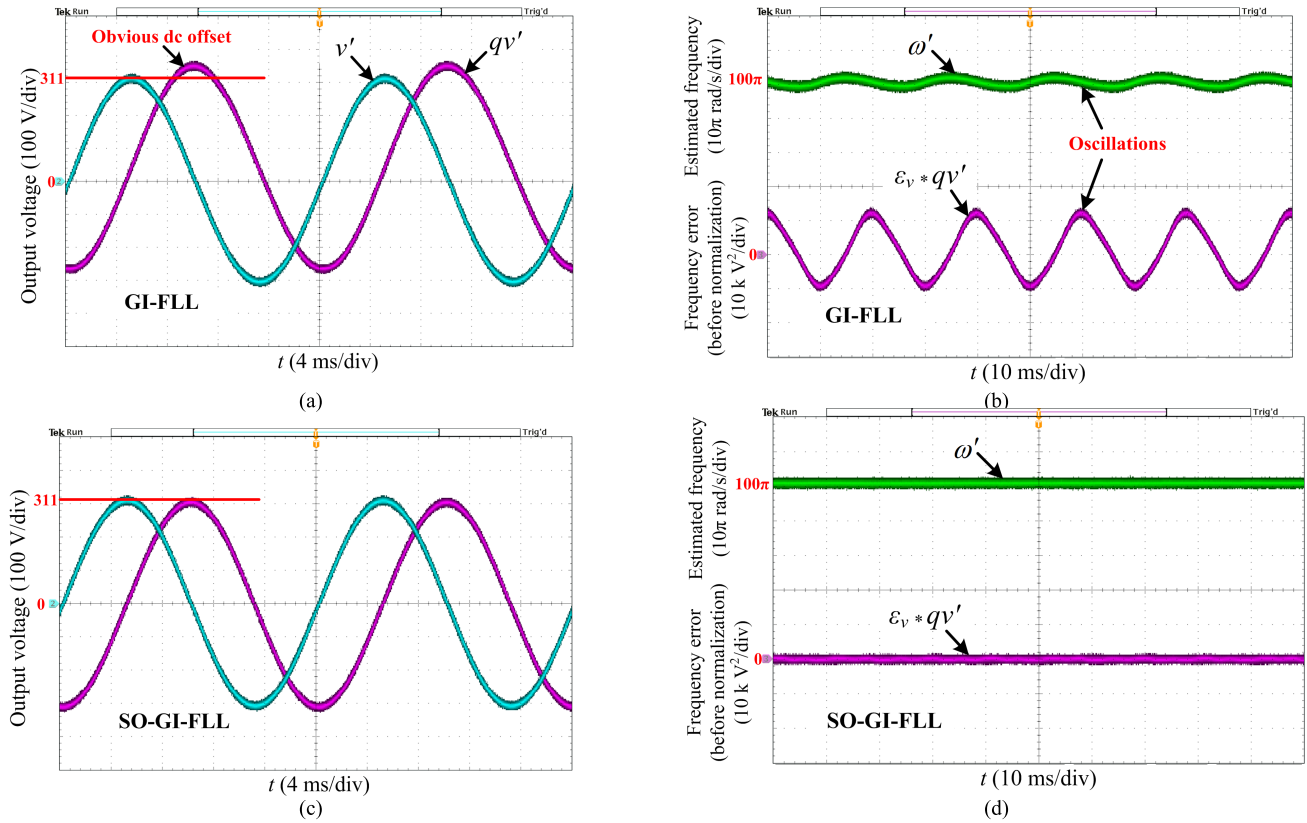 Tek Run
Trig'd
Obvious dc offset
v′
qv′
311
0
2
Output voltage (100 V/div)
GI-FLL
t (4 ms/div)
(a)
Tek Run
Trig'd
ω′
100π
Estimated frequency
(10π rad/s/div)
Oscillations
εv * qv′
0
Frequency error
(before normalization)
(10 k V²/div)
GI-FLL
t (10 ms/div)
(b)
Tek Run
Trig'd
311
0
2
Output voltage (100 V/div)
SO-GI-FLL
t (4 ms/div)
(c)
Tek Run
Trig'd
ω′
100π
Estimated frequency
(10π rad/s/div)
εv * qv′
0
Frequency error
(before normalization)
(10 k V²/div)
SO-GI-FLL
t (10 ms/div)
(d)